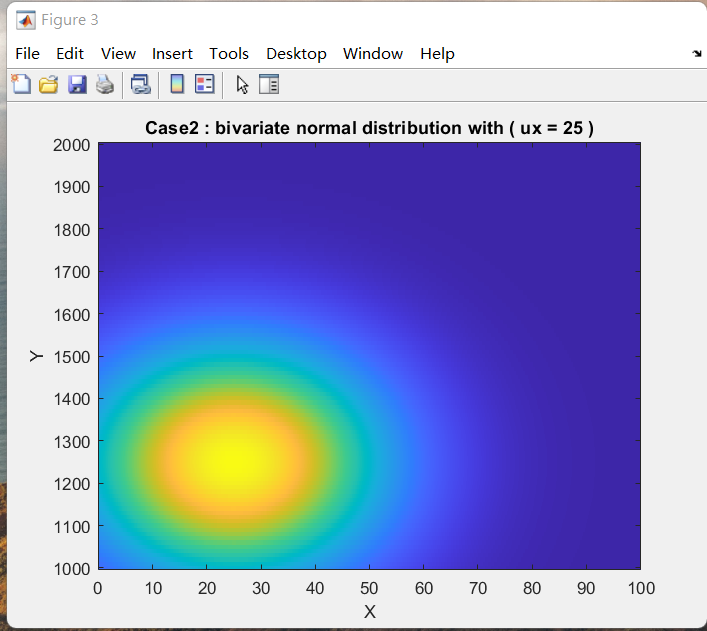 Figure 3
File Edit View Insert Tools Desktop Window Help
Case2 : bivariate normal distribution with ( ux = 25 )
2000
1900
1800
1700
1600
1500
1400
1300
1200
1100
1000
Y
0 10 20 30 40 50 60 70 80 90 100
X